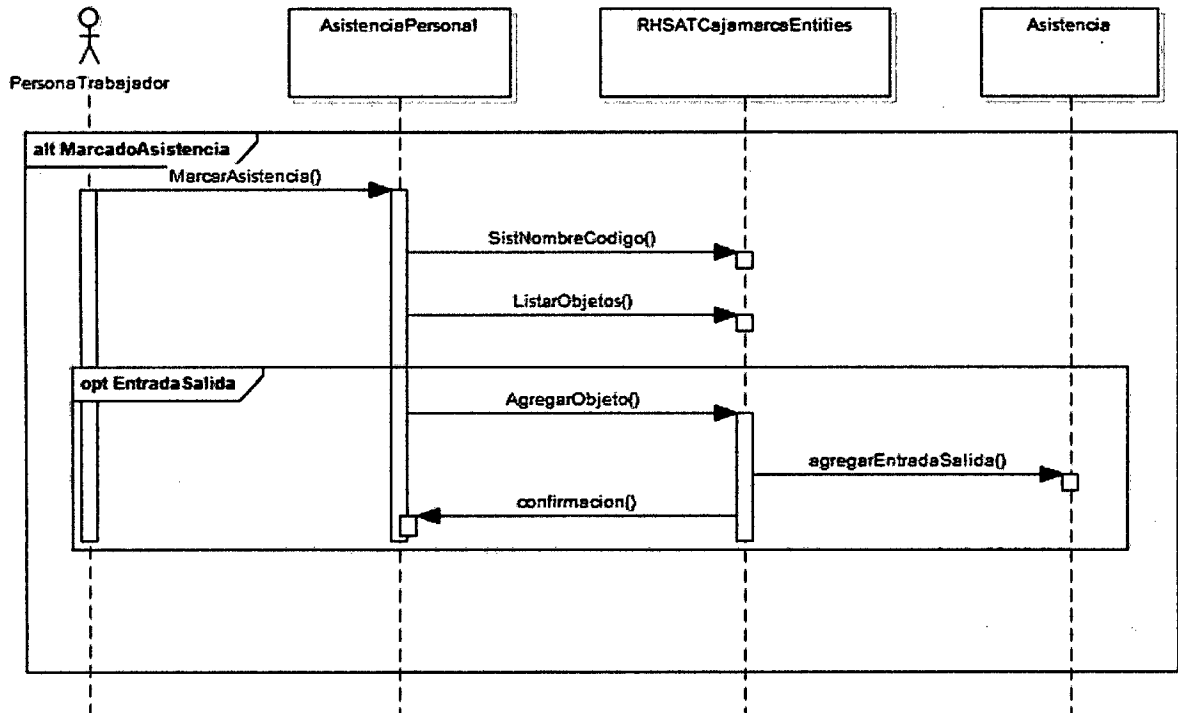 PersonaTrabajador
AsistenciaPersonal
RHSATCajamarcaEntities
Asistencia
alt MarcadoAsistencia
MarcarAsistencia()
SistNombreCodigo()
ListarObjetos()
opt EntradaSalida
AgregarObjeto()
agregarEntradaSalida()
confirmacion()